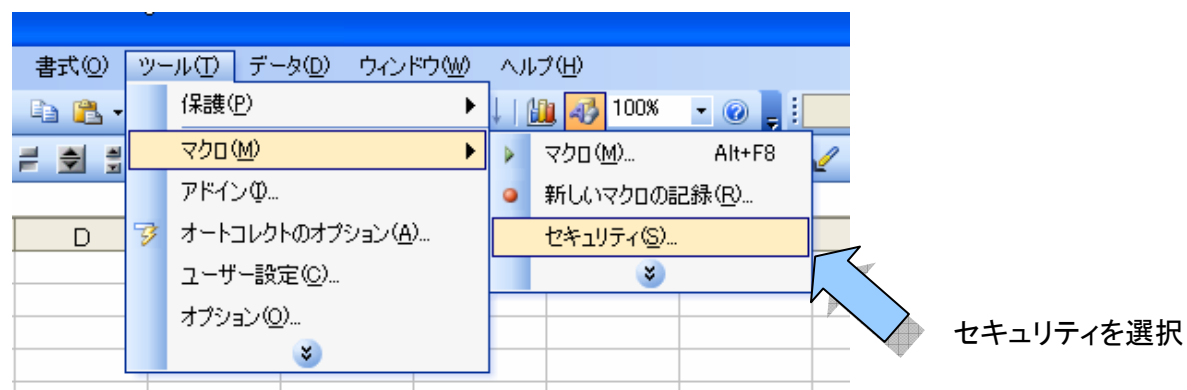 書式(O) ツール(T) データ(D) ウィンドウ(W) ヘルプ(H)
100%
保護(P)
マクロ(M)
アドイン(I)...
オートコレクトのオプション(A)...
ユーザー設定(C)...
オプション(O)...
マクロ(M)... Alt+F8
新しいマクロの記録(R)...
セキュリティ(S)...
D
セキュリティを選択